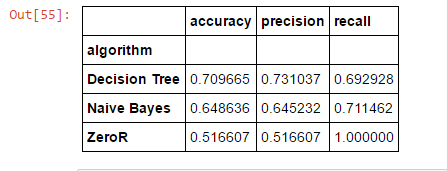 Out[55]:
accuracy precision recall
algorithm
Decision Tree 0.709665 0.731037 0.692928
Naive Bayes 0.648636 0.645232 0.711462
ZeroR 0.516607 0.516607 1.000000